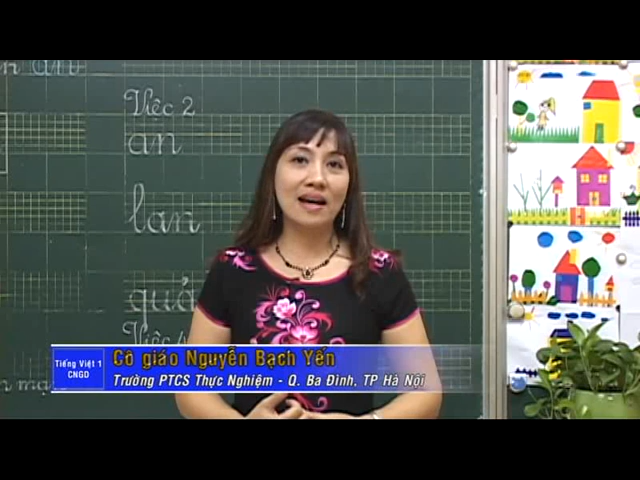 Việc 2
an
lan
Tiếng Việt 1
CNGD
Cô giáo Nguyễn Bạch Yến
Trường PTCS Thực Nghiệm - Q. Ba Đình, TP Hà Nội